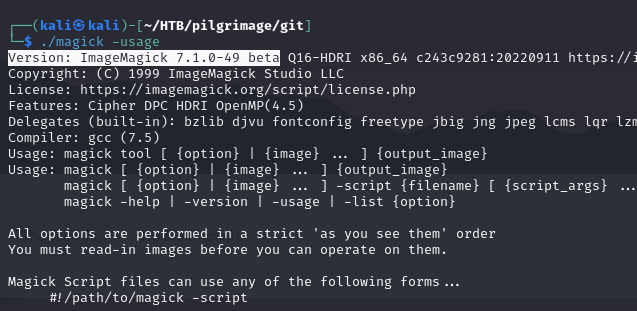 (kali㉿kali)-[~/HTB/pilgrimage/git]
$ ./magick -usage
Version: ImageMagick 7.1.0-49 beta Q16-HDRI x86_64 c243c9281:20220911 https://i
Copyright: (C) 1999 ImageMagick Studio LLC
License: https://imagemagick.org/script/license.php
Features: Cipher DPC HDRI OpenMP(4.5)
Delegates (built-in): bzlib djvu fontconfig freetype jbig jng jpeg lcms lqr lzm
Compiler: gcc (7.5)
Usage: magick tool [ {option} | {image} ... ] {output_image}
Usage: magick [ {option} | {image} ... ] {output_image}
       magick [ {option} | {image} ... ] -script {filename} [ {script_args} ...
       magick -help | -version | -usage | -list {option}
All options are performed in a strict 'as you see them' order
You must read-in images before you can operate on them.
Magick Script files can use any of the following forms...
     #!/path/to/magick -script